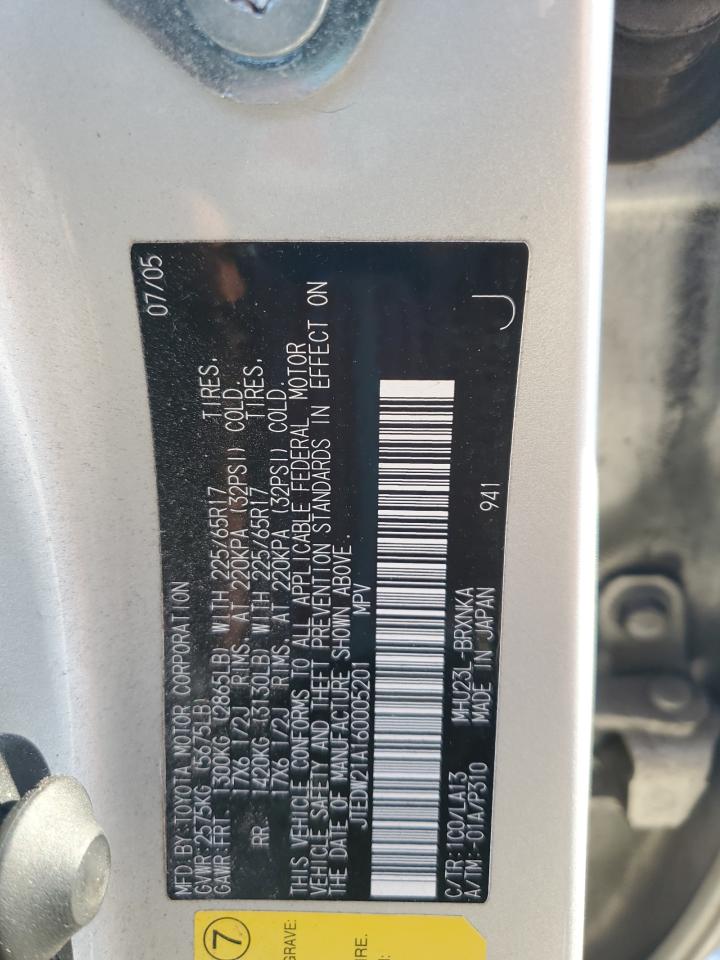 MFD.BY:TOYOTA MOTOR CORPORATION 07/05
GVWR:2575KG (5675LB)
GAWR:FRT 1300KG (2865LB) WITH 225/65R17 TIRES,
17X6 1/2J RIMS, AT 220KPA (32PSI) COLD.
RR 1420KG (3130LB) WITH 225/65R17 TIRES,
17X6 1/2J RIMS, AT 220KPA (32PSI) COLD.
THIS VEHICLE CONFORMS TO ALL APPLICABLE FEDERAL MOTOR
VEHICLE SAFETY AND THEFT PREVENTION STANDARDS IN EFFECT ON
THE DATE OF MANUFACTURE SHOWN ABOVE.
JTEDW21A160005201 MPV
C/TR:1C0/LA13 MHU23L-BRXNKA
A/TM:-01A/P310 MADE IN JAPAN 941
J
7
GRAVE: